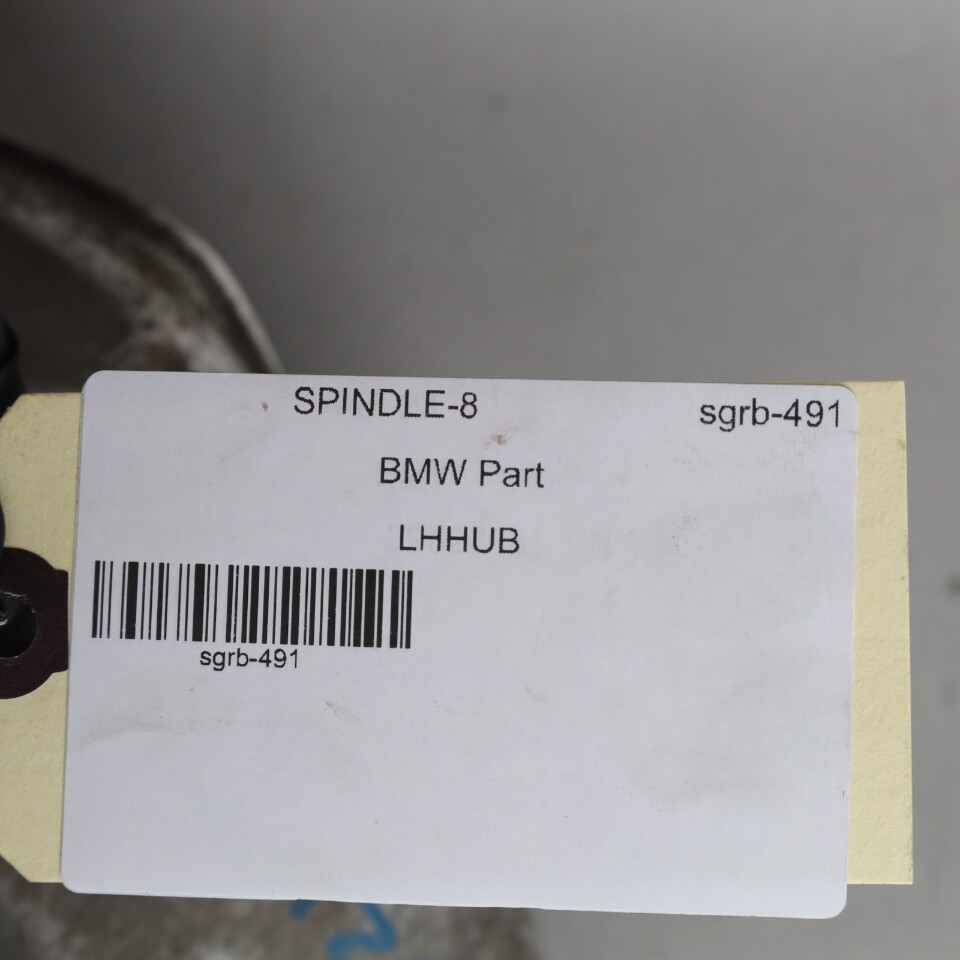 SPINDLE-8 sgrb-491
BMW Part
LHHUB
sgrb-491